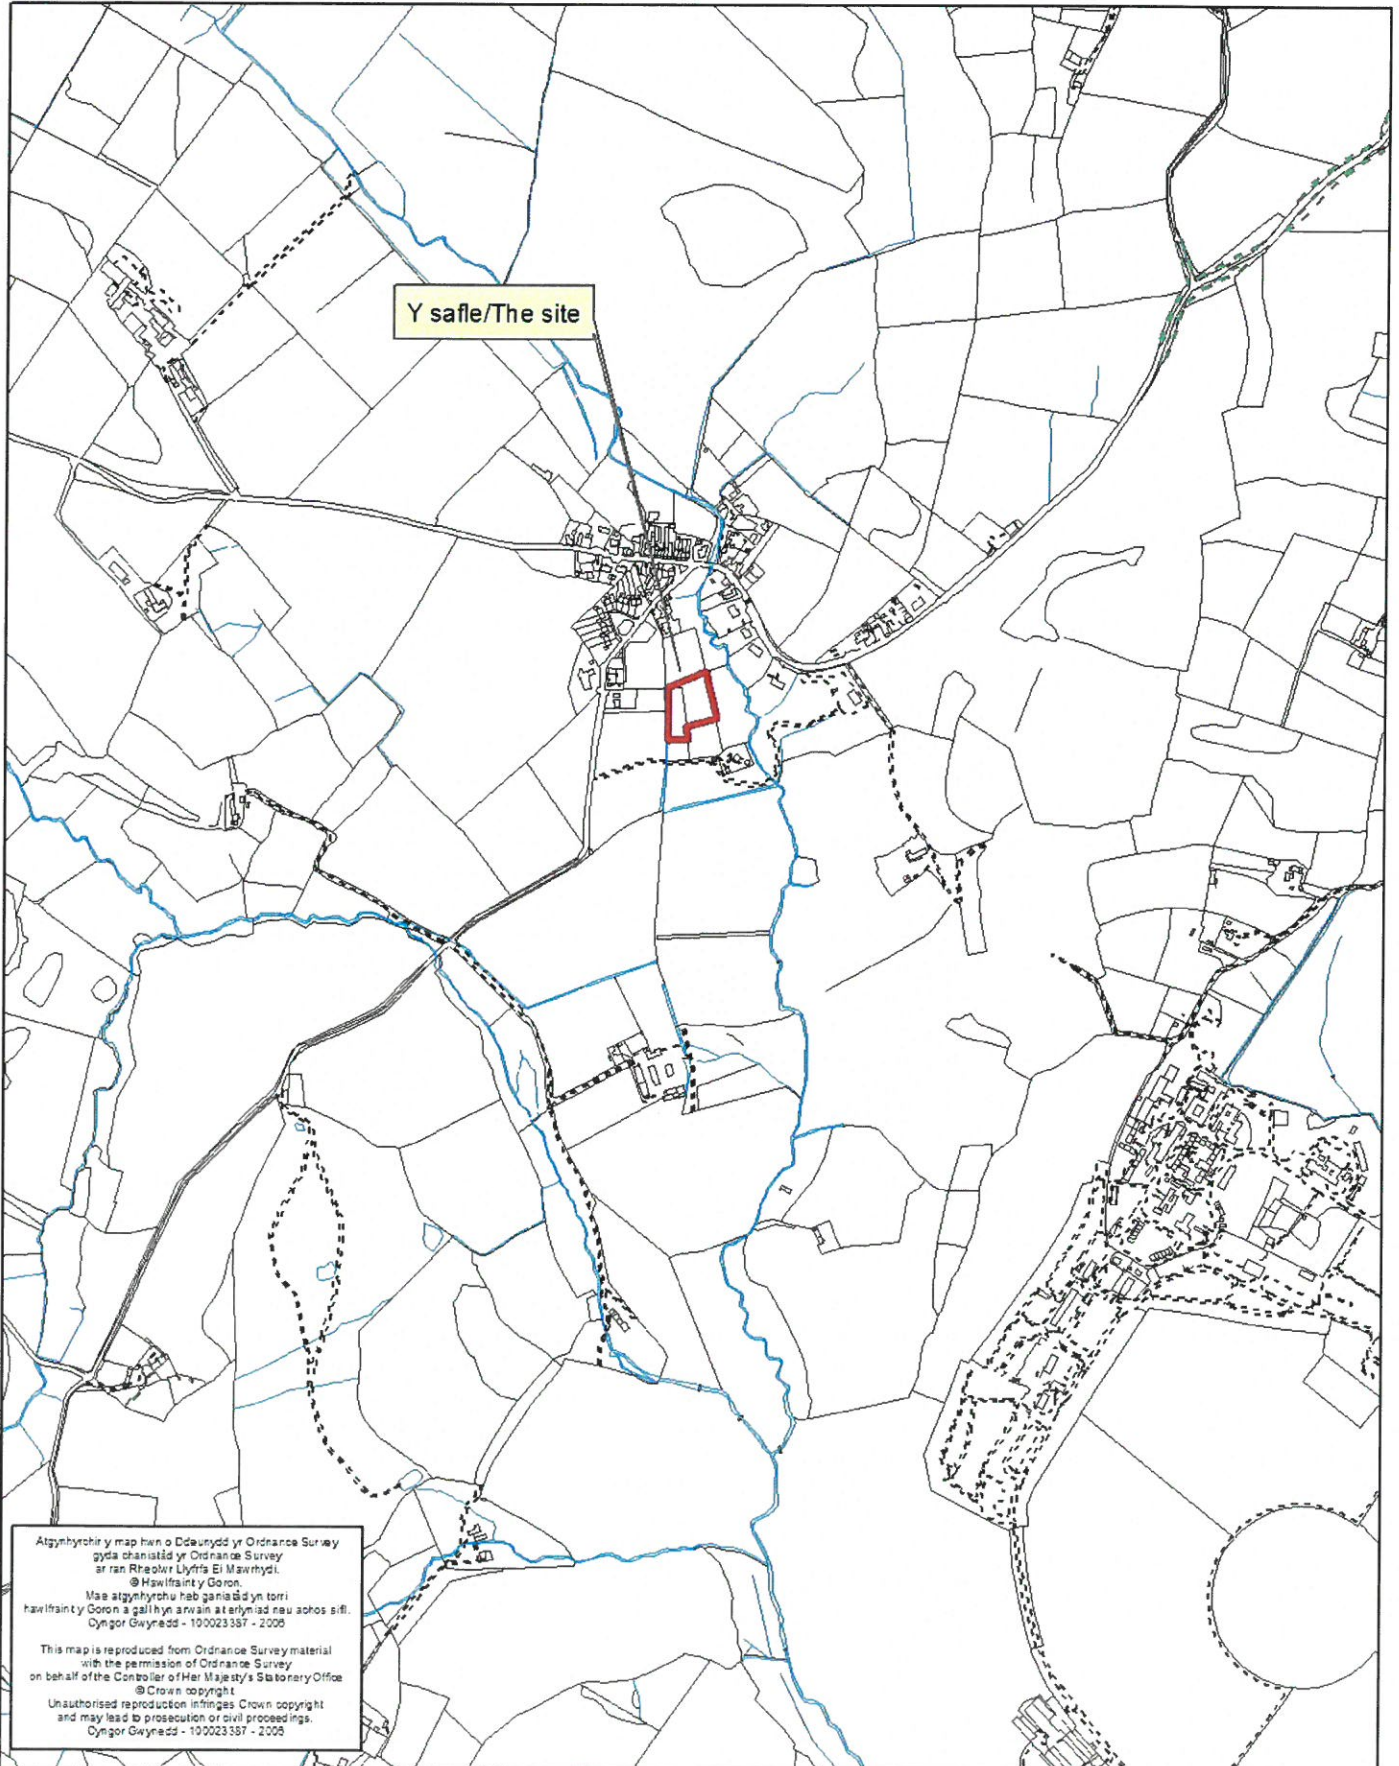 Y safle/The site
Atgynhyrchir y map hwn o Ddeunydd yr Ordnance Survey
gyda chaniatâd yr Ordnance Survey
ar ran Rheolwr Llyfrfa Ei Mawrhydi.
© Hawlfraint y Goron.
Mae atgynhyrchu heb ganiatâd yn torri
hawlfraint y Goron a gall hyn arwain at erlyniad neu achos sifil.
Cyngor Gwynedd - 100023387 - 2006

This map is reproduced from Ordnance Survey material
with the permission of Ordnance Survey
on behalf of the Controller of Her Majesty's Stationery Office
© Crown copyright
Unauthorised reproduction infringes Crown copyright
and may lead to prosecution or civil proceedings.
Cyngor Gwynedd - 100023387 - 2006